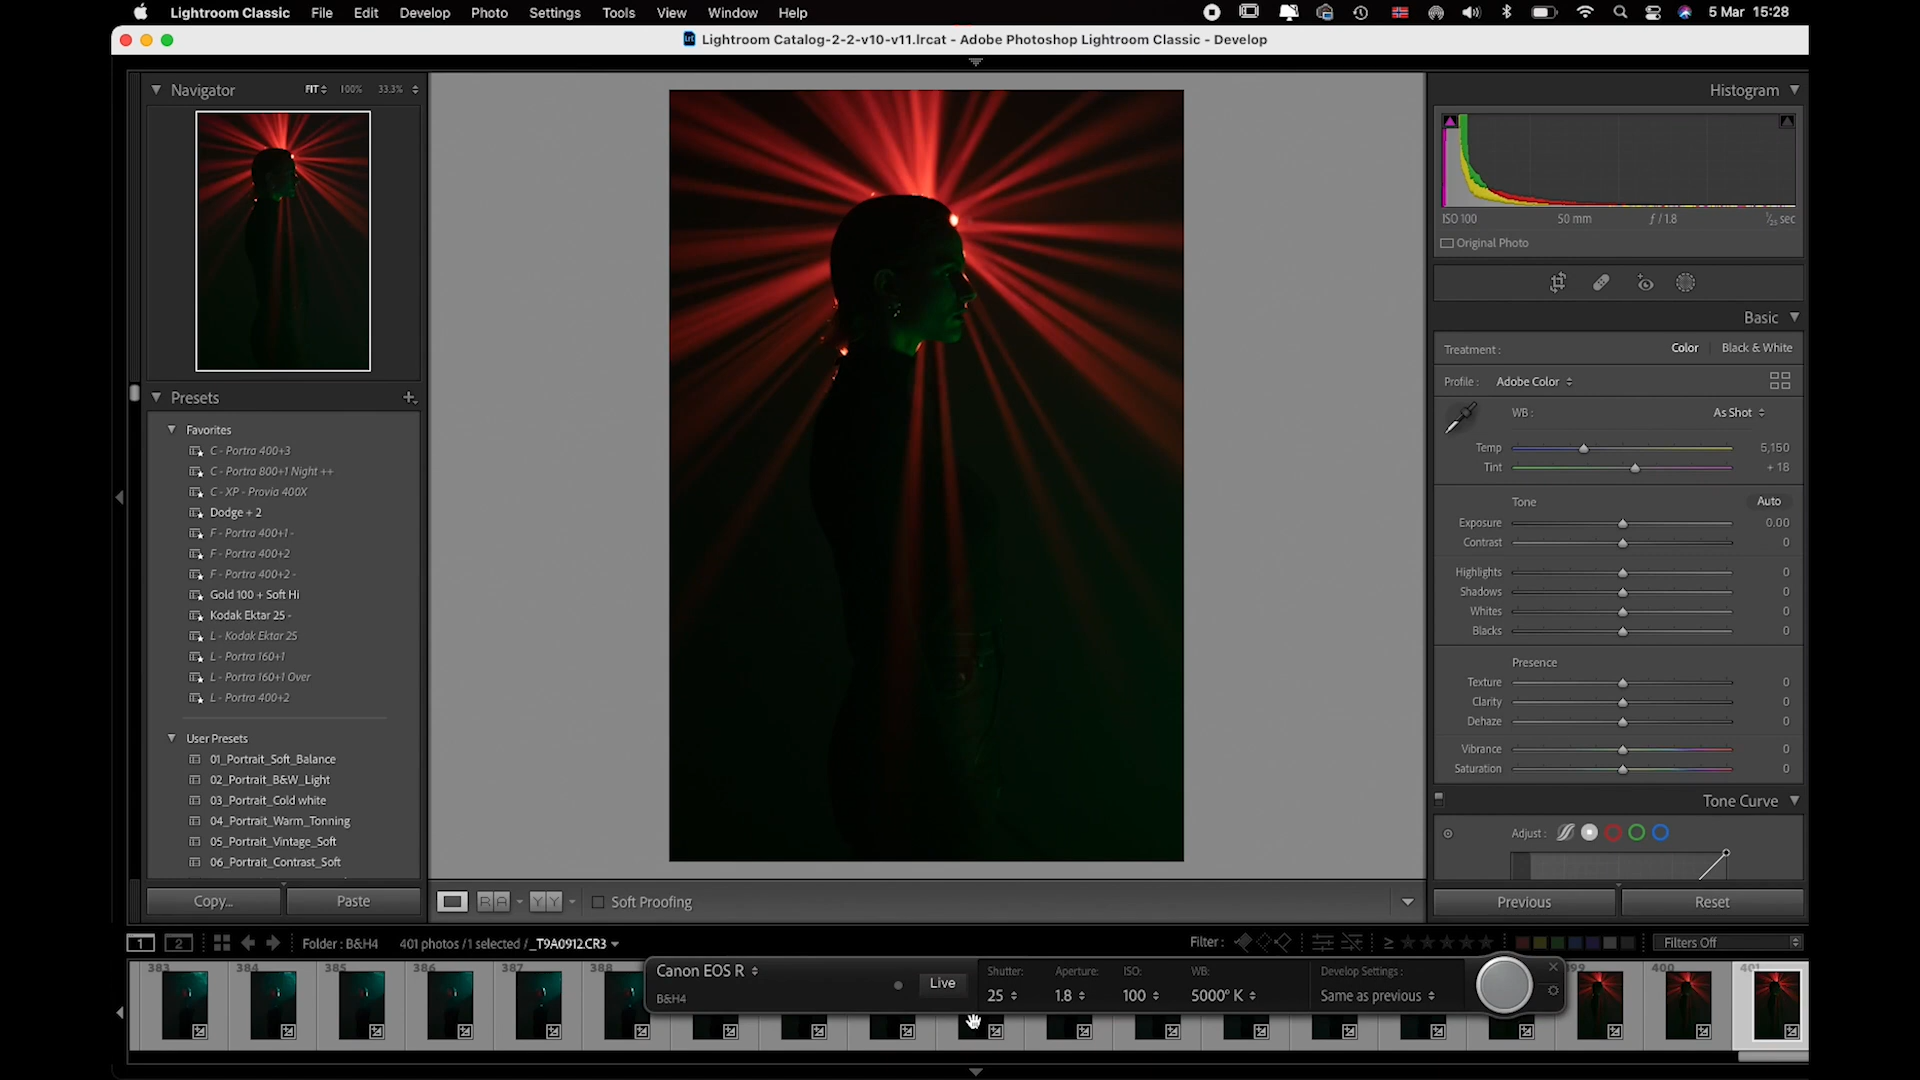 Lightroom Classic File Edit Develop Photo Settings Tools View Window Help 5 Mar 15:28
Lightroom Catalog-2-2-v10-v11.lrcat - Adobe Photoshop Lightroom Classic - Develop
Navigator FIT 100% 33.3%
Presets
Favorites
C - Portra 400+3
C - Portra 800+1 Night ++
C - XP - Provia 400X
Dodge + 2
F - Portra 400+1 -
F - Portra 400+2
F - Portra 400+2 -
Gold 100 + Soft Hi
Kodak Ektar 25 -
L - Kodak Ektar 25
L - Portra 160+1
L - Portra 160+1 Over
L - Portra 400+2
User Presets
01_Portrait_Soft_Balance
02_Portrait_B&W_Light
03_Portrait_Cold white
04_Portrait_Warm_Tonning
05_Portrait_Vintage_Soft
06_Portrait_Contrast_Soft
Copy... Paste
R A Y Y Soft Proofing
Histogram
ISO 100 50 mm ƒ / 1.8 1/25 sec
Original Photo
Basic
Treatment : Color Black & White
Profile : Adobe Color
WB : As Shot
Temp 5,150
Tint + 18
Tone Auto
Exposure 0.00
Contrast 0
Highlights 0
Shadows 0
Whites 0
Blacks 0
Presence
Texture 0
Clarity 0
Dehaze 0
Vibrance 0
Saturation 0
Tone Curve
Adjust :
Previous Reset
1 2 Folder : B&H4 401 photos / 1 selected / _T9A0912.CR3 Filter : ≥ Filters Off
383 384 385 386 387 388 400 401
Canon EOS R Live Shutter: Aperture: ISO: WB: Develop Settings :
B&H4 25 1.8 100 5000° K Same as previous